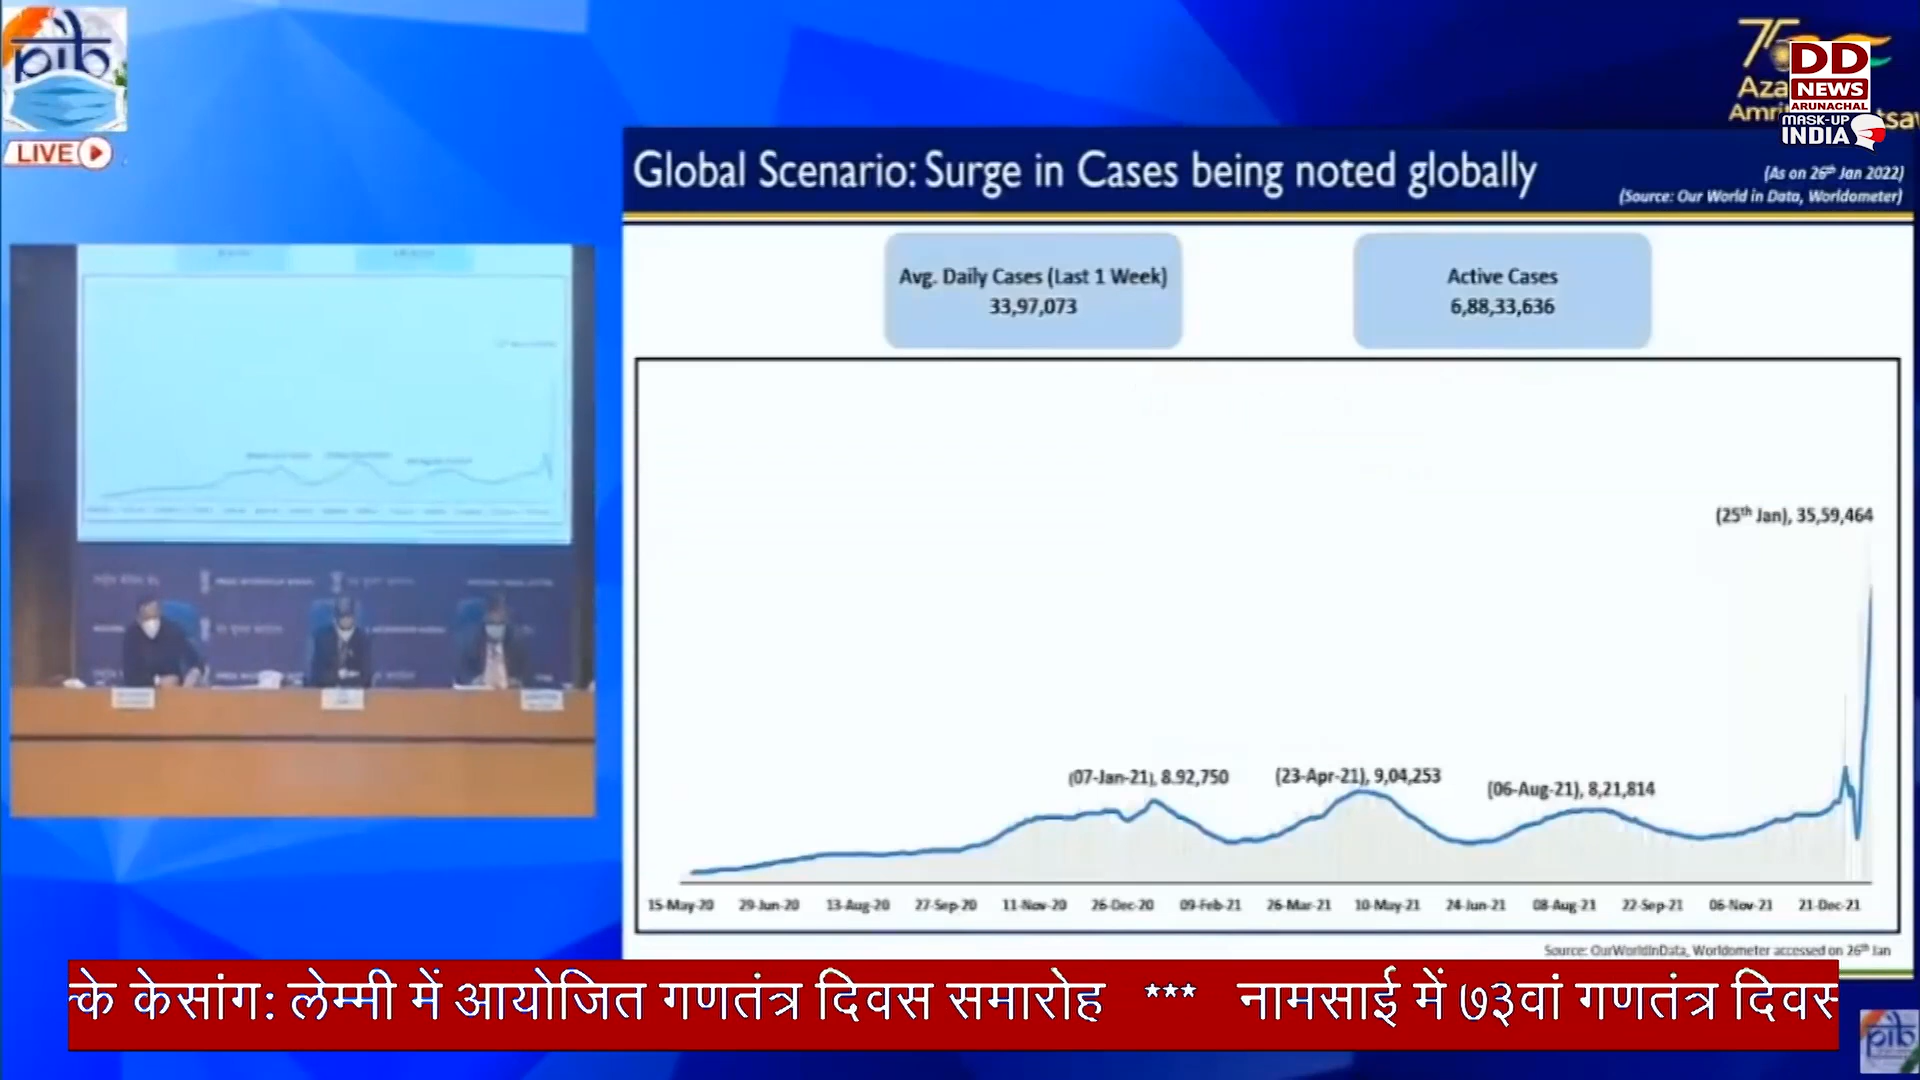 pib
LIVE
75
Aza
Amri
tsav
DD
NEWS
ARUNACHAL
MASK-UP
INDIA
Global Scenario: Surge in Cases being noted globally
(As on 26th Jan 2022)
(Source: Our World in Data, Worldometer)
Avg. Daily Cases (Last 1 Week)
33,97,073
Active Cases
6,88,33,636
(25th Jan), 35,59,464
(07-Jan-21), 8.92,750
(23-Apr-21), 9,04,253
(06-Aug-21), 8,21,814
15-May-20 29-Jun-20 13-Aug-20 27-Sep-20 11-Nov-20 26-Dec-20 09-Feb-21 26-Mar-21 10-May-21 24-Jun-21 08-Aug-21 22-Sep-21 06-Nov-21 21-Dec-21
Source: OurWorldInData, Worldometer accessed on 26th Jan
के केसांग: लेम्मी में आयोजित गणतंत्र दिवस समारोह *** नामसाई में ७३वां गणतंत्र दिवस
pib